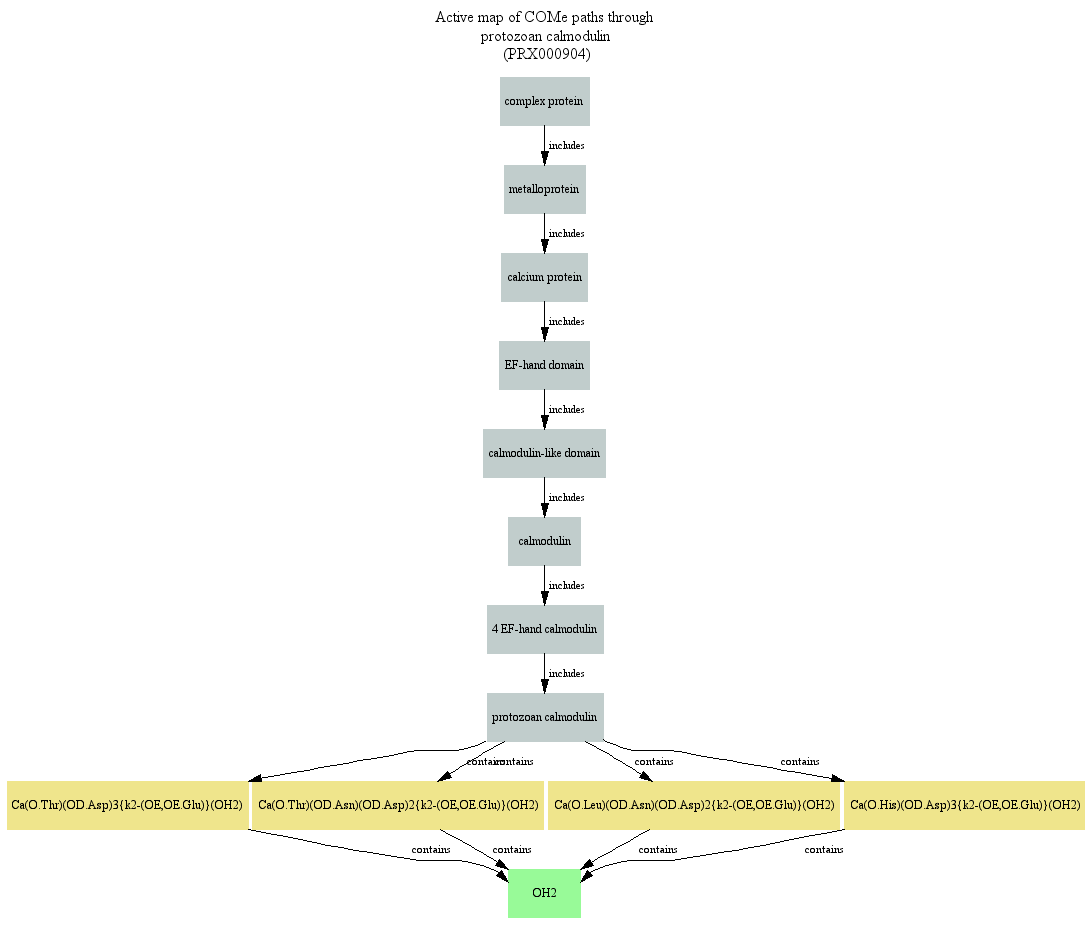 Active map of COMe paths through
protozoan calmodulin
(PRX000904)
complex protein
includes
metalloprotein
includes
calcium protein
includes
EF-hand domain
includes
calmodulin-like domain
includes
calmodulin
includes
4 EF-hand calmodulin
includes
protozoan calmodulin
contains contains contains contains
Ca(O.Thr)(OD.Asp)3{k2-(OE,OE.Glu)}(OH2) Ca(O.Thr)(OD.Asn)(OD.Asp)2{k2-(OE,OE.Glu)}(OH2) Ca(O.Leu)(OD.Asn)(OD.Asp)2{k2-(OE,OE.Glu)}(OH2) Ca(O.His)(OD.Asp)3{k2-(OE,OE.Glu)}(OH2)
contains contains contains contains
OH2